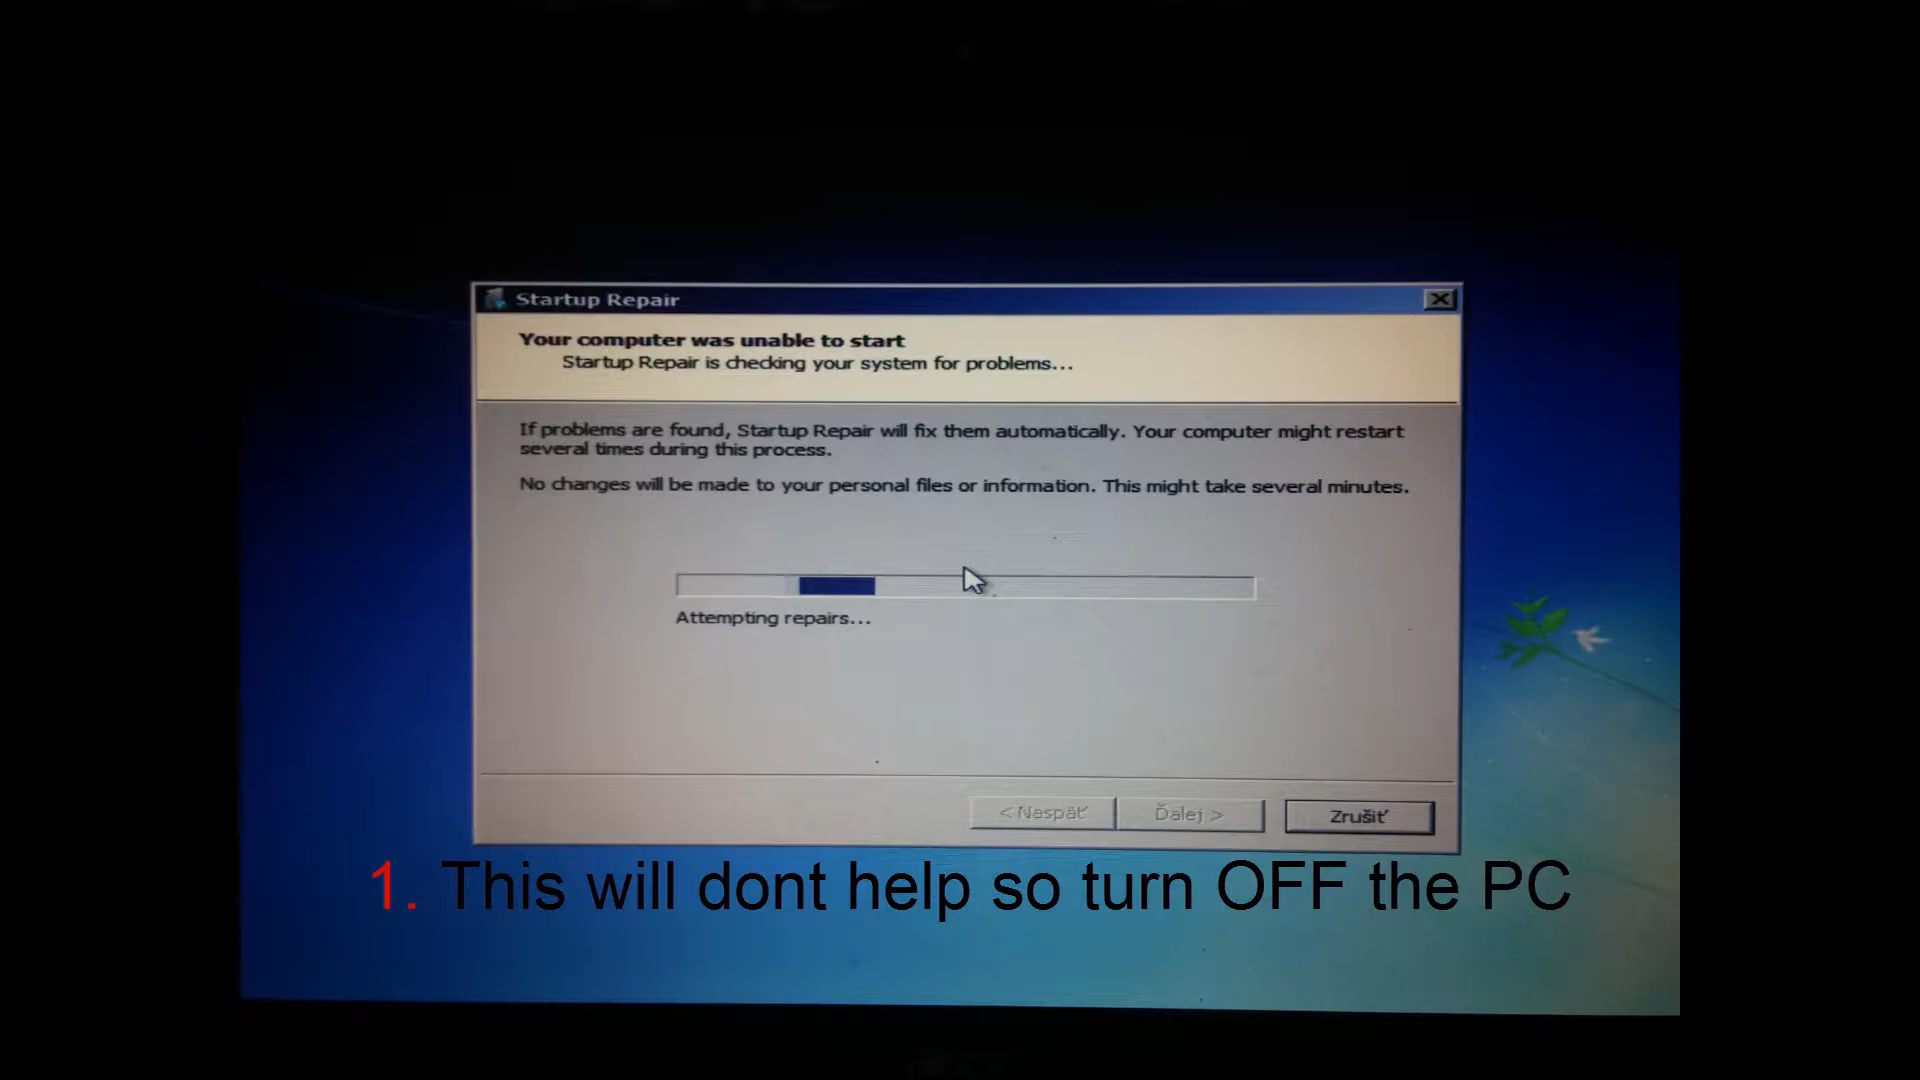 Startup Repair
Your computer was unable to start
Startup Repair is checking your system for problems...
If problems are found, Startup Repair will fix them automatically. Your computer might restart
several times during this process.
No changes will be made to your personal files or information. This might take several minutes.
Attempting repairs...
< Naspäť
Ďalej >
Zrušiť
1. This will dont help so turn OFF the PC